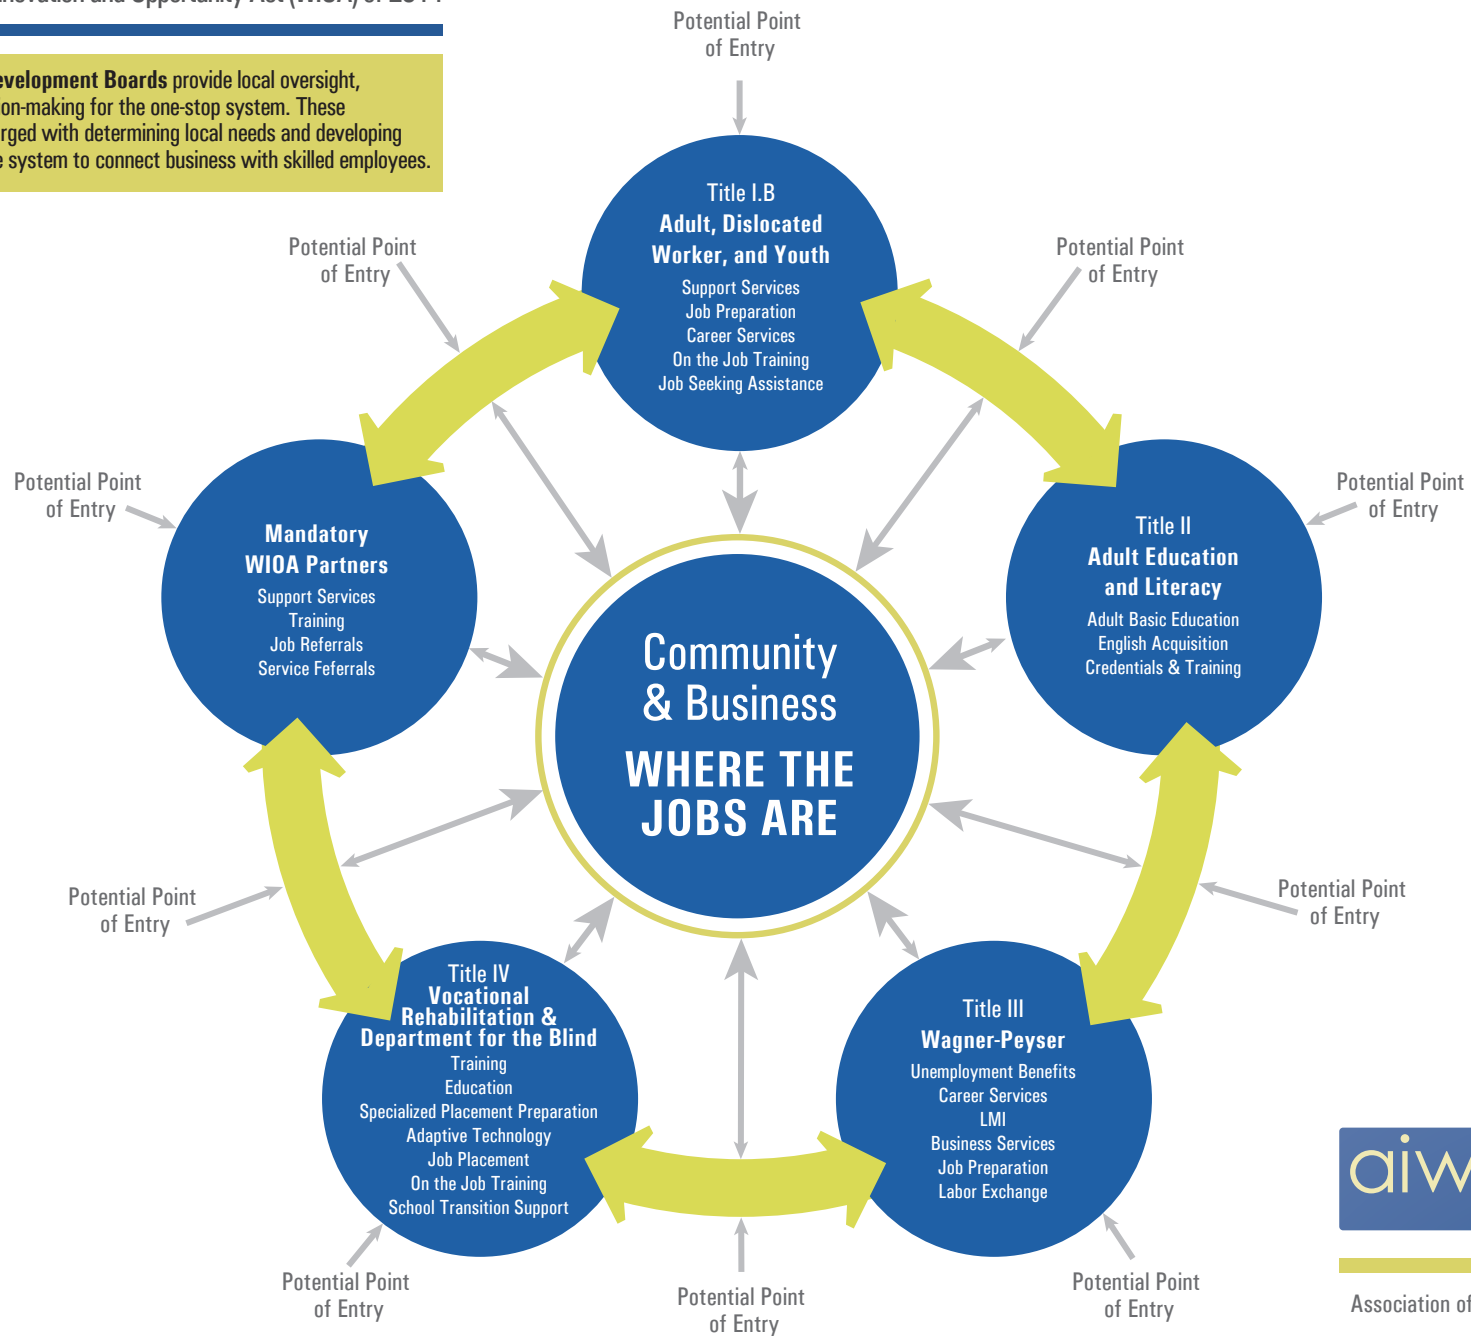 and Opportunity Act (WIOA) of 2014
Development Boards provide local oversight,
for the one-stop system. These
with determining local needs and developing
system to connect business with skilled employees.
Potential Point
of Entry
Title I.B
Adult, Dislocated
Worker, and Youth
Support Services
Job Preparation
Career Services
On the Job Training
Job Seeking Assistance
Potential Point
of Entry
Potential Point
of Entry
Potential Point
of Entry
Mandatory
WIOA Partners
Support Services
Training
Job Referrals
Service Feferrals
Potential Point
of Entry
Title II
Adult Education
and Literacy
Adult Basic Education
English Acquisition
Credentials & Training
Community
& Business
WHERE THE
JOBS ARE
Potential Point
of Entry
Potential Point
of Entry
Title IV
Vocational
Rehabilitation &
Department for the Blind
Training
Education
Specialized Placement Preparation
Adaptive Technology
Job Placement
On the Job Training
School Transition Support
Title III
Wagner-Peyser
Unemployment Benefits
Career Services
LMI
Business Services
Job Preparation
Labor Exchange
Potential Point
of Entry
Potential Point
of Entry
Potential Point
of Entry
aiw
Association of